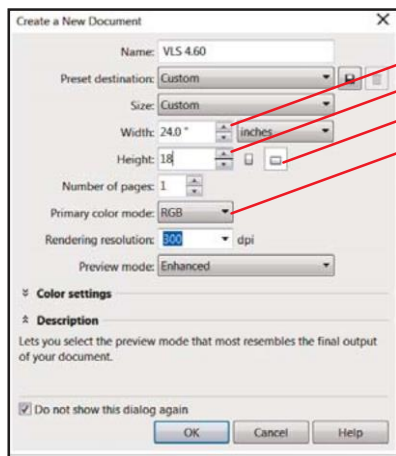 Create a New Document
Name: VLS 4.60
Preset destination: Custom
Size: Custom
Width: 24.0 " inches
Height: 18
Number of pages: 1
Primary color mode: RGB
Rendering resolution: 300 dpi
Preview mode: Enhanced
Color settings
Description
Lets you select the preview mode that most resembles the final output
of your document.
Do not show this dialog again
OK Cancel Help